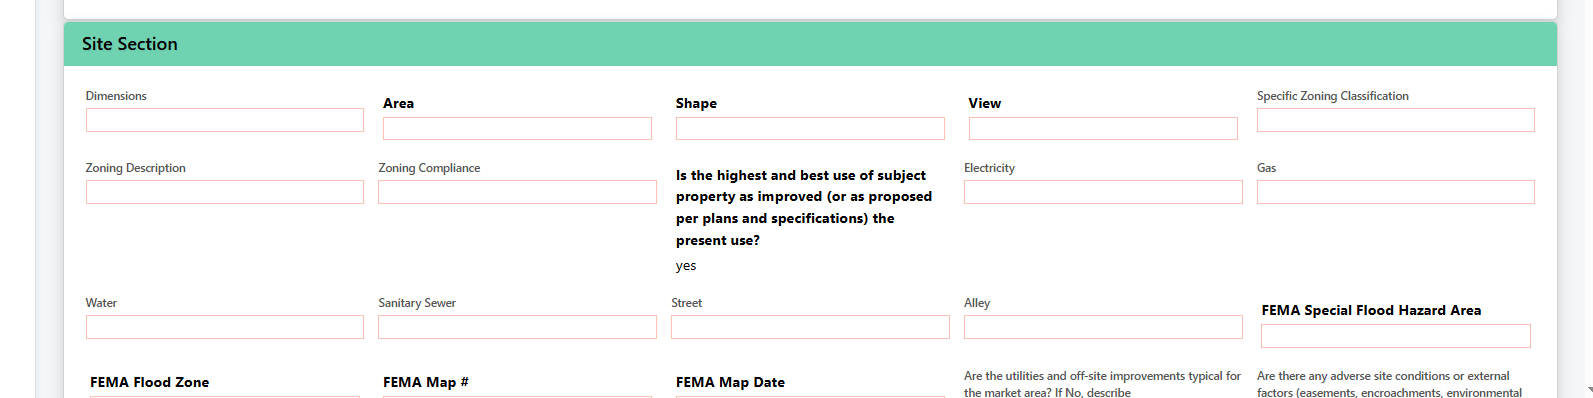 Site Section
Dimensions
Area
Shape
View
Specific Zoning Classification
Zoning Description
Zoning Compliance
Is the highest and best use of subject
property as improved (or as proposed
per plans and specifications) the
present use?
yes
Electricity
Gas
Water
Sanitary Sewer
Street
Alley
FEMA Special Flood Hazard Area
FEMA Flood Zone
FEMA Map #
FEMA Map Date
Are the utilities and off-site improvements typical for
the market area? If No, describe
Are there any adverse site conditions or external
factors (easements, encroachments, environmental